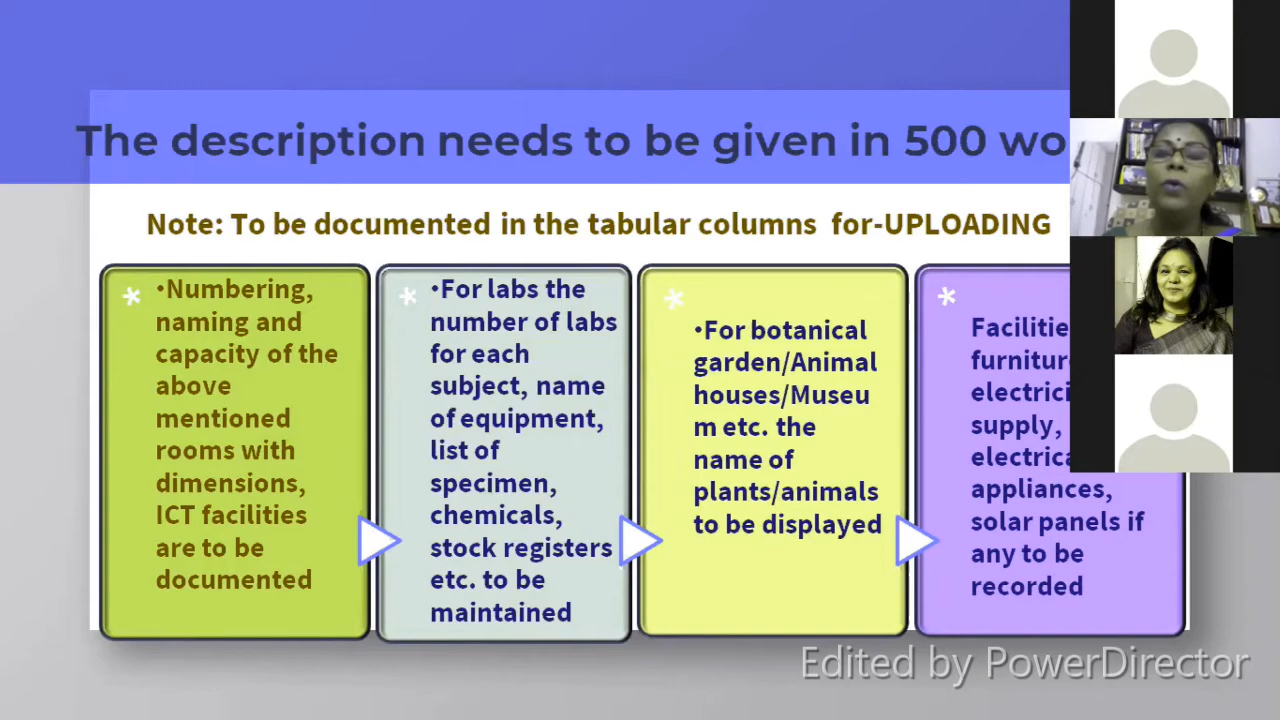 The description needs to be given in 500 wo
Note: To be documented in the tabular columns for-UPLOADING
•Numbering,
naming and
capacity of the
above
mentioned
rooms with
dimensions,
ICT facilities
are to be
documented
•For labs the
number of labs
for each
subject, name
of equipment,
list of
specimen,
chemicals,
stock registers
etc. to be
maintained
•For botanical
garden/Animal
houses/Museu
m etc. the
name of
plants/animals
to be displayed
Facilitie
furnitur
electrici
supply,
electrica
appliances,
solar panels if
any to be
recorded
Edited by PowerDirector